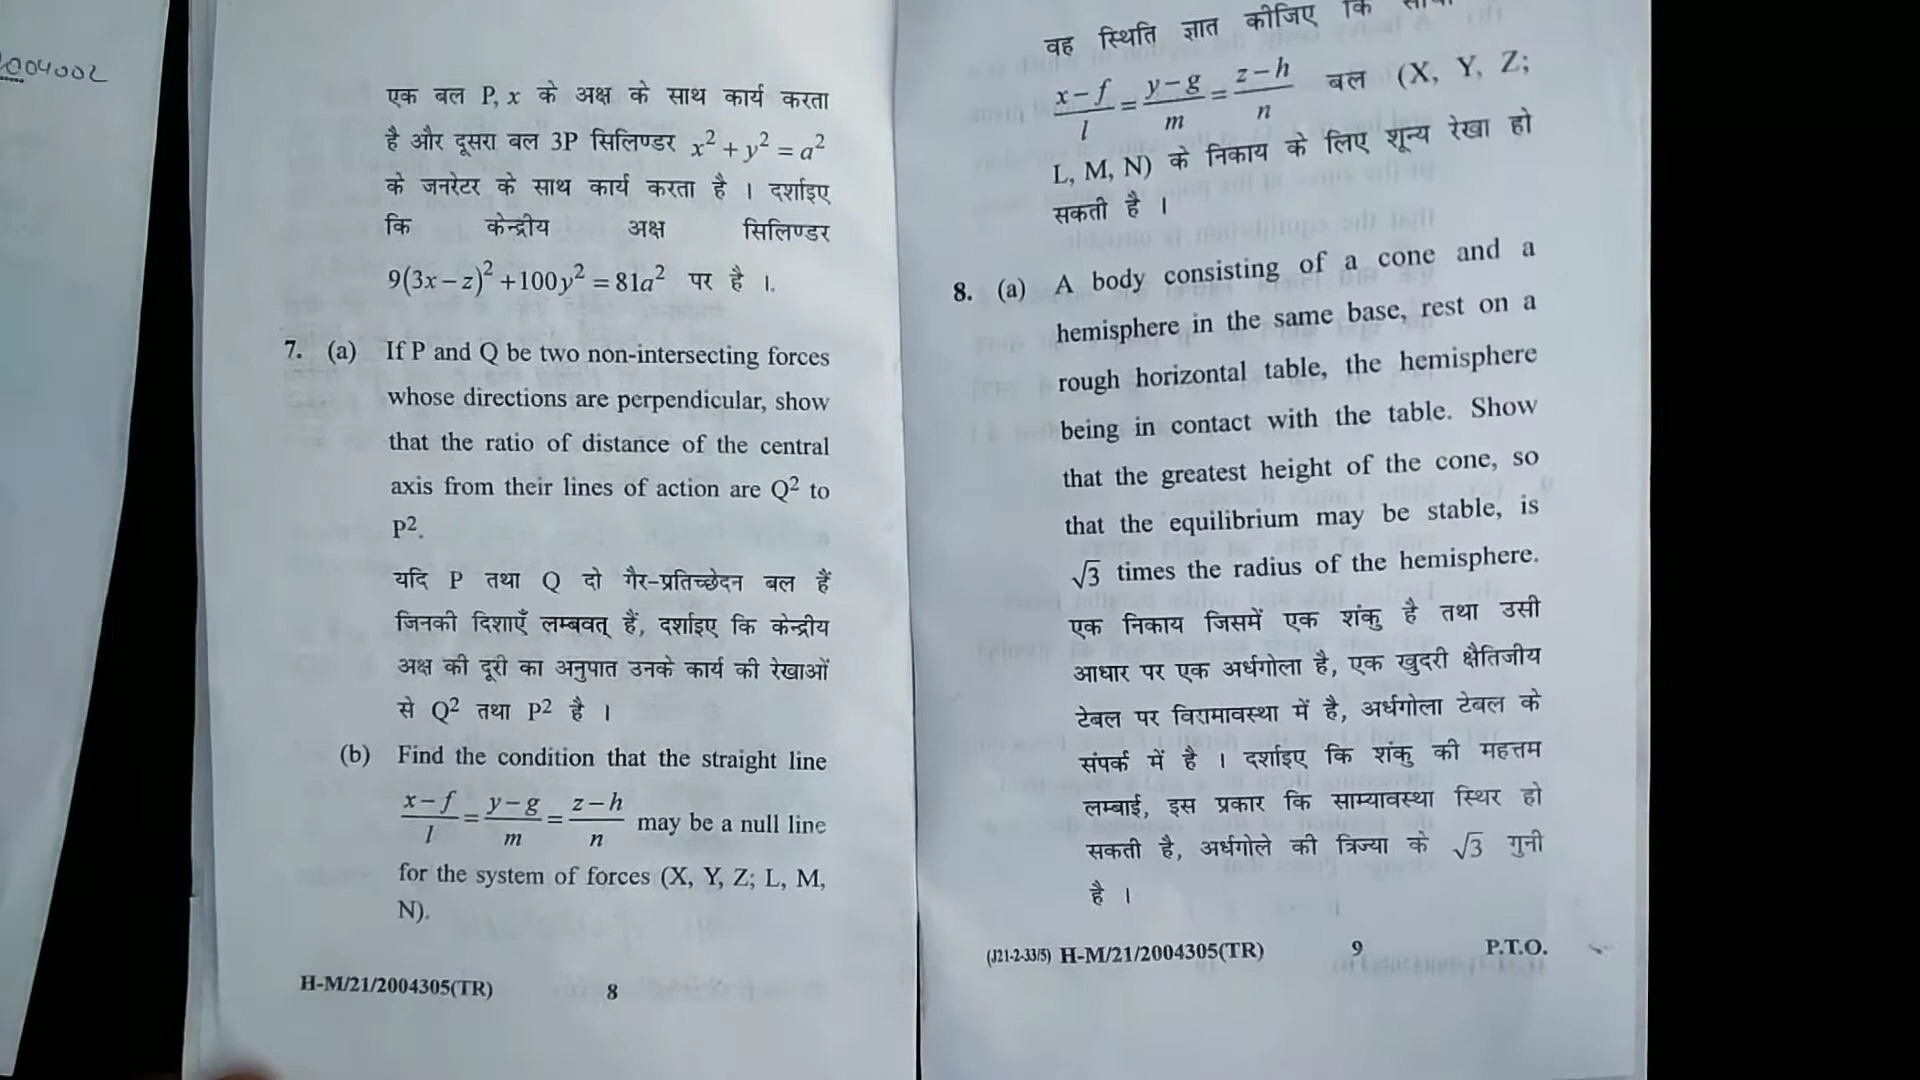 004002
एक बल P, x के अक्ष के साथ कार्य करता
है और दूसरा बल 3P सिलिण्डर x² + y² = a²
के जनरेटर के साथ कार्य करता है । दर्शाइए
कि केन्द्रीय अक्ष सिलिण्डर
9(3x – z)² + 100y² = 81a² पर है ।
7. (a) If P and Q be two non-intersecting forces
whose directions are perpendicular, show
that the ratio of distance of the central
axis from their lines of action are Q² to
P².
यदि P तथा Q दो गैर-प्रतिच्छेदन बल हैं
जिनकी दिशाएँ लम्बवत् हैं, दर्शाइए कि केन्द्रीय
अक्ष की दूरी का अनुपात उनके कार्य की रेखाओं
से Q² तथा P² है ।
(b) Find the condition that the straight line
(x – f)/l = (y – g)/m = (z – h)/n may be a null line
for the system of forces (X, Y, Z; L, M,
N).
H-M/21/2004305(TR) 8
वह स्थिति ज्ञात कीजिए कि
(x – f)/l = (y – g)/m = (z – h)/n बल (X, Y, Z;
L, M, N) के निकाय के लिए शून्य रेखा हो
सकती है ।
8. (a) A body consisting of a cone and a
hemisphere in the same base, rest on a
rough horizontal table, the hemisphere
being in contact with the table. Show
that the greatest height of the cone, so
that the equilibrium may be stable, is
√3 times the radius of the hemisphere.
एक निकाय जिसमें एक शंकु है तथा उसी
आधार पर एक अर्धगोला है, एक खुदरी क्षैतिजीय
टेबल पर विरामावस्था में है, अर्धगोला टेबल के
संपर्क में है । दर्शाइए कि शंकु की महत्तम
लम्बाई, इस प्रकार कि साम्यावस्था स्थिर हो
सकती है, अर्धगोले की त्रिज्या के √3 गुनी
है ।
(J21-2-33/5) H-M/21/2004305(TR) 9 P.T.O.